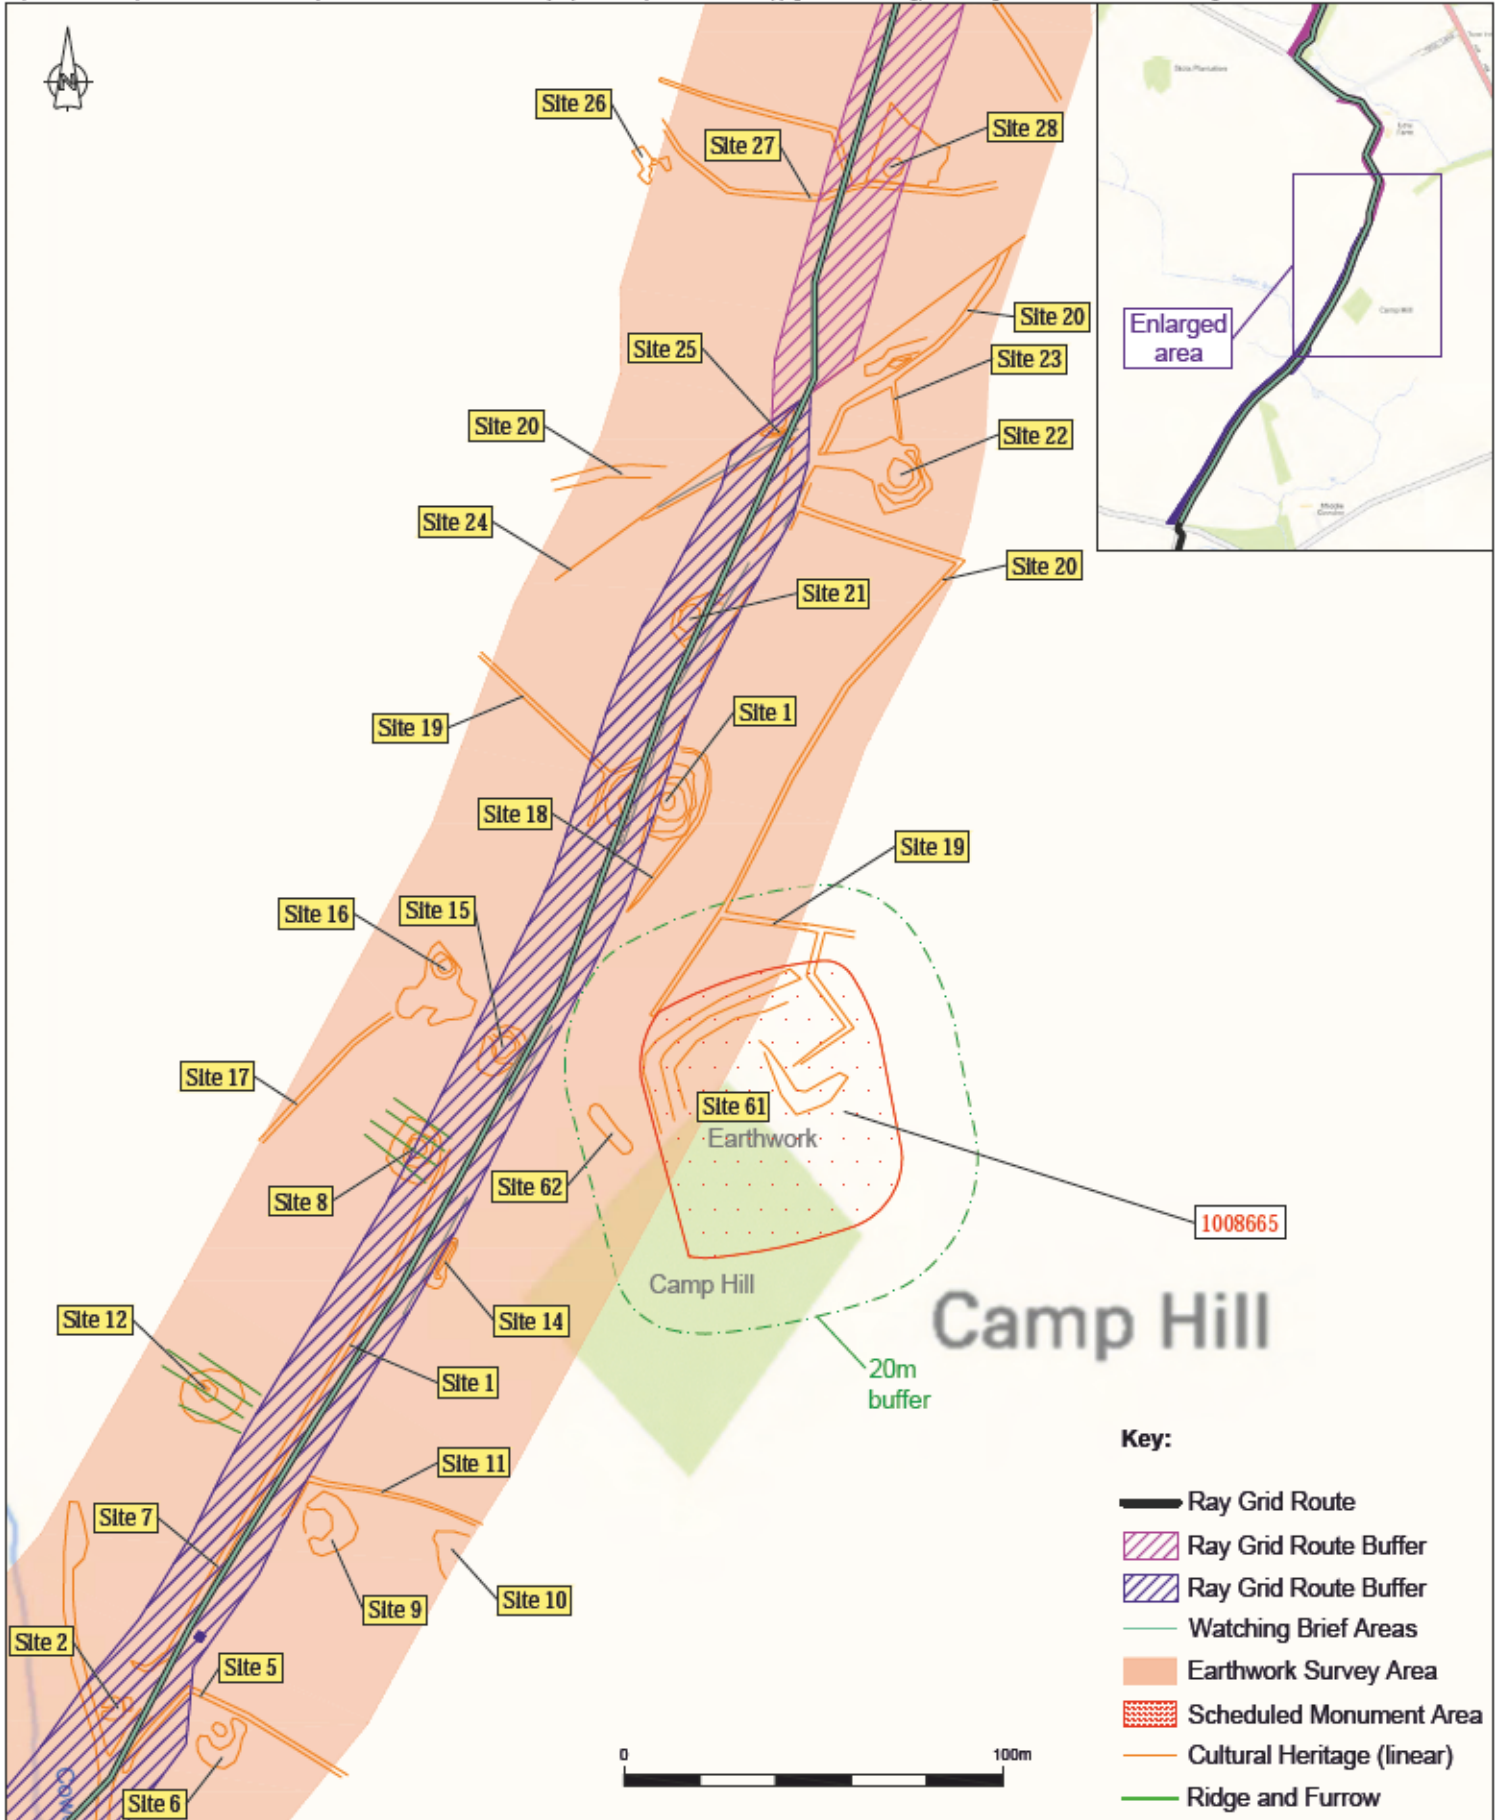 N
Site 26
Site 27
Site 28
Site 20
Site 25
Site 23
Site 20
Site 22
Site 24
Site 20
Site 21
Site 19
Site 1
Site 18
Site 19
Site 16
Site 15
Site 17
Site 61
Earthwork
Site 62
Site 8
1008665
Camp Hill
Camp Hill
Site 14
Site 12
Site 1
20m
buffer
Site 11
Site 7
Site 9
Site 10
Site 2
Site 5
Site 6
Cow
Enlarged
area
Camp Hill
Middle
Key:
Ray Grid Route
Ray Grid Route Buffer
Ray Grid Route Buffer
Watching Brief Areas
Earthwork Survey Area
Scheduled Monument Area
Cultural Heritage (linear)
Ridge and Furrow
0
100m